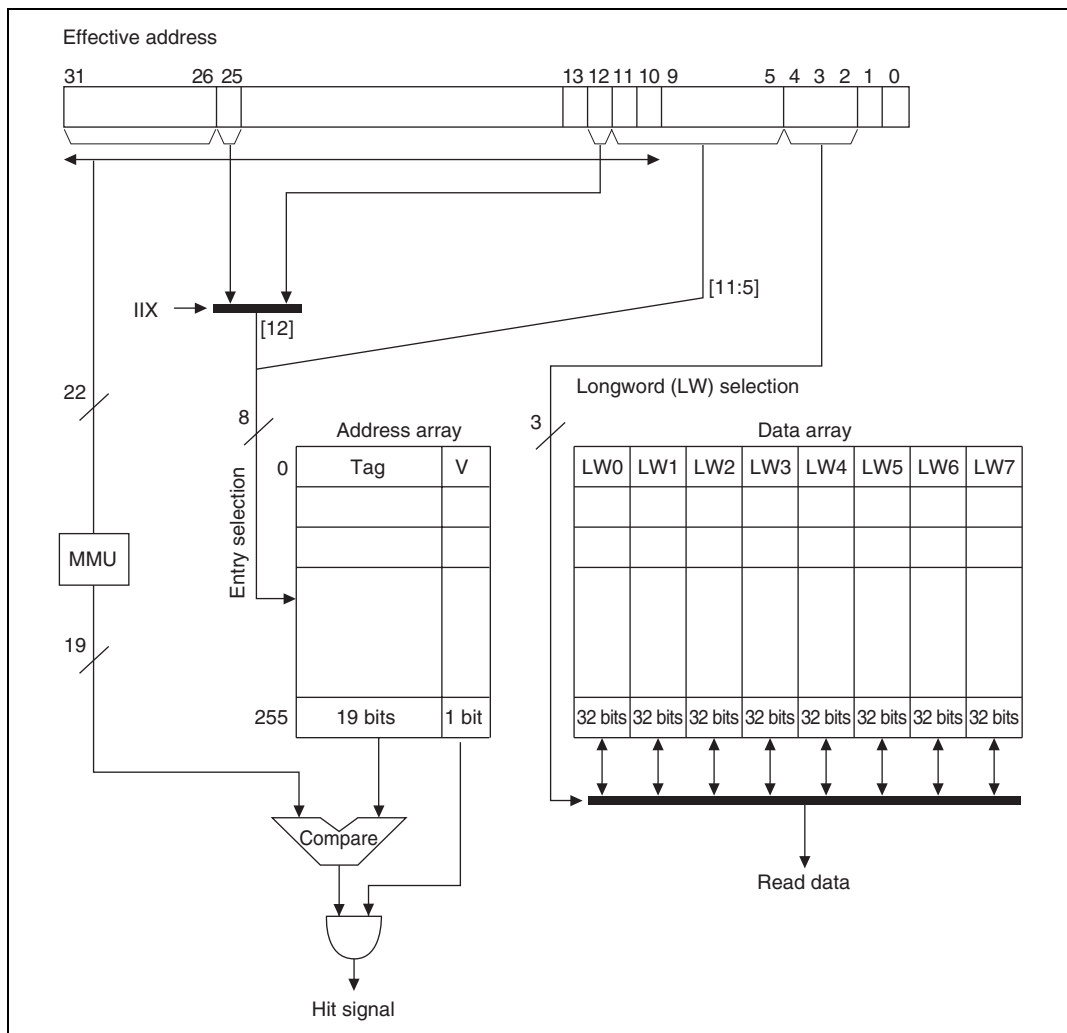 Effective address
31 26 25 13 12 11 10 9 5 4 3 2 1 0
IIX
[12]
[11:5]
22
8
3
Longword (LW) selection
Entry selection
MMU
19
Address array
0 Tag V
255 19 bits 1 bit
Data array
LW0 LW1 LW2 LW3 LW4 LW5 LW6 LW7
32 bits 32 bits 32 bits 32 bits 32 bits 32 bits 32 bits 32 bits
Compare
Read data
Hit signal